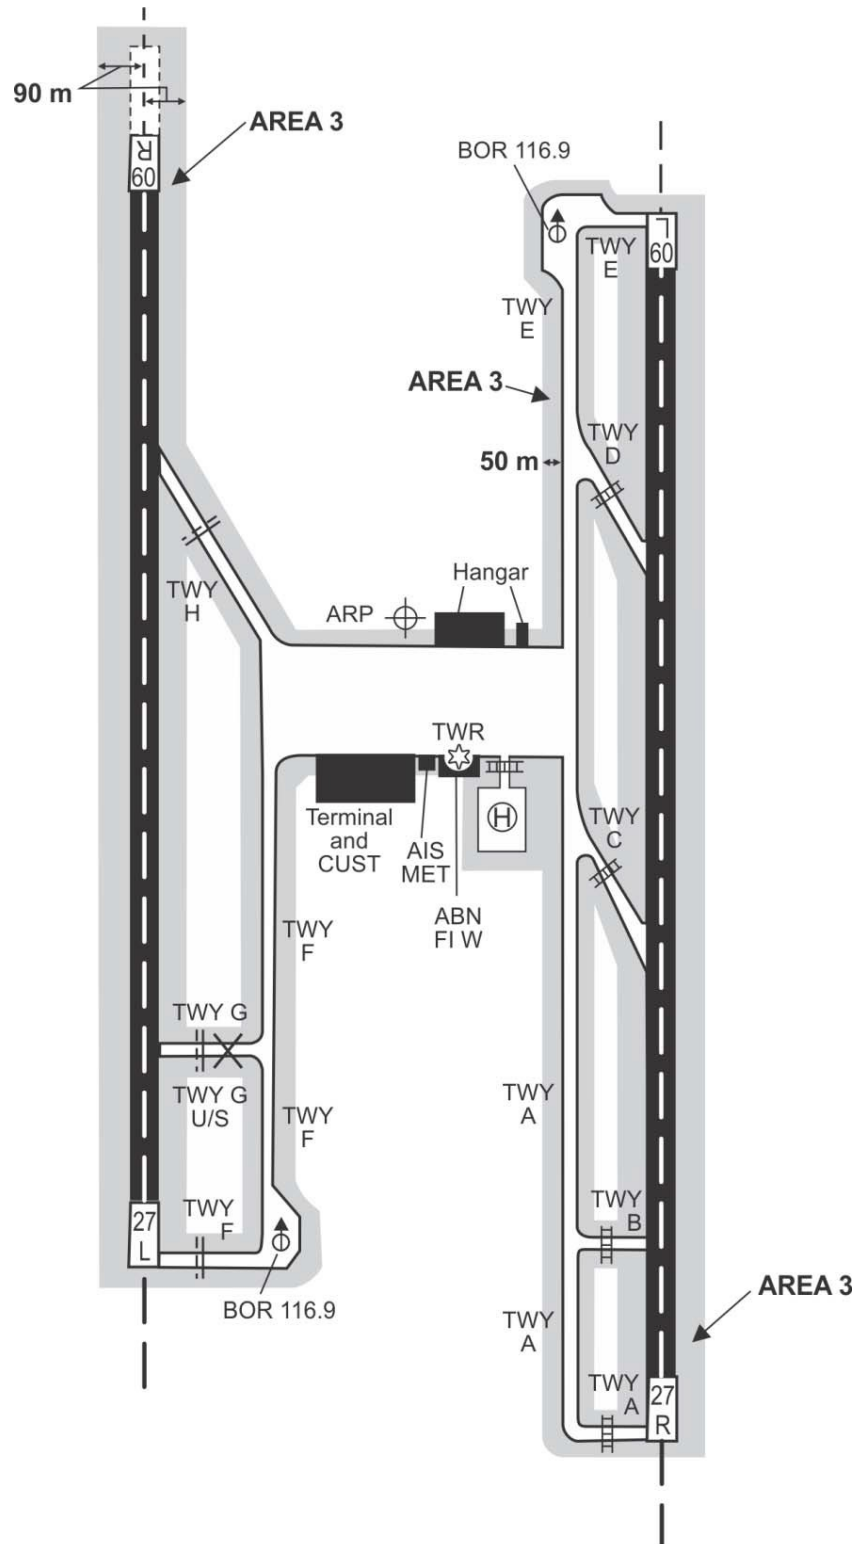 90 m
AREA 3
09
R
BOR 116.9
09
L
TWY
E
TWY
E
AREA 3
TWY
D
50 m
Hangar
ARP
TWY
H
TWR
H
Terminal
and
CUST
AIS
MET
TWY
C
ABN
FI W
TWY
F
TWY G
TWY G
U/S
TWY
F
TWY
A
TWY
F
27
L
TWY
B
BOR 116.9
AREA 3
TWY
A
TWY
A
27
R